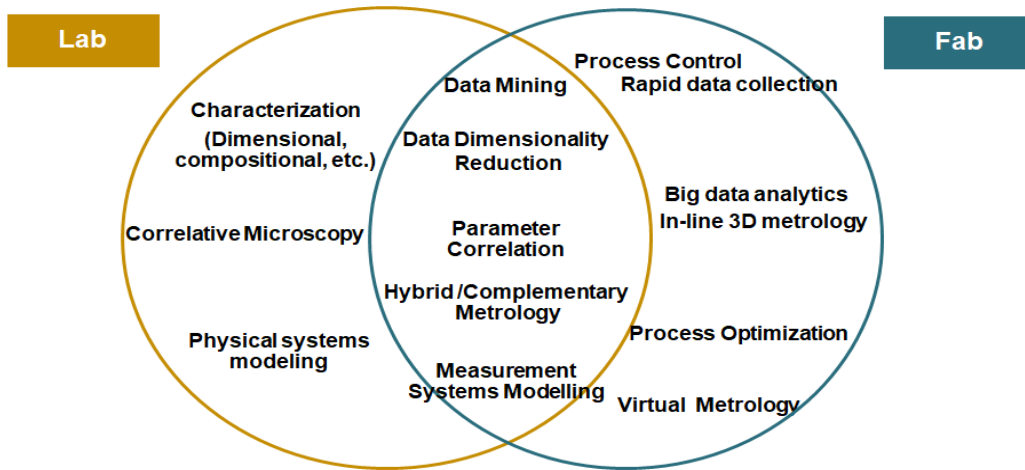 Lab
Fab
Characterization
(Dimensional,
compositional, etc.)
Correlative Microscopy
Physical systems
modeling
Data Mining
Data Dimensionality
Reduction
Parameter
Correlation
Hybrid /Complementary
Metrology
Measurement
Systems Modelling
Process Control
Rapid data collection
Big data analytics
In-line 3D metrology
Process Optimization
Virtual Metrology